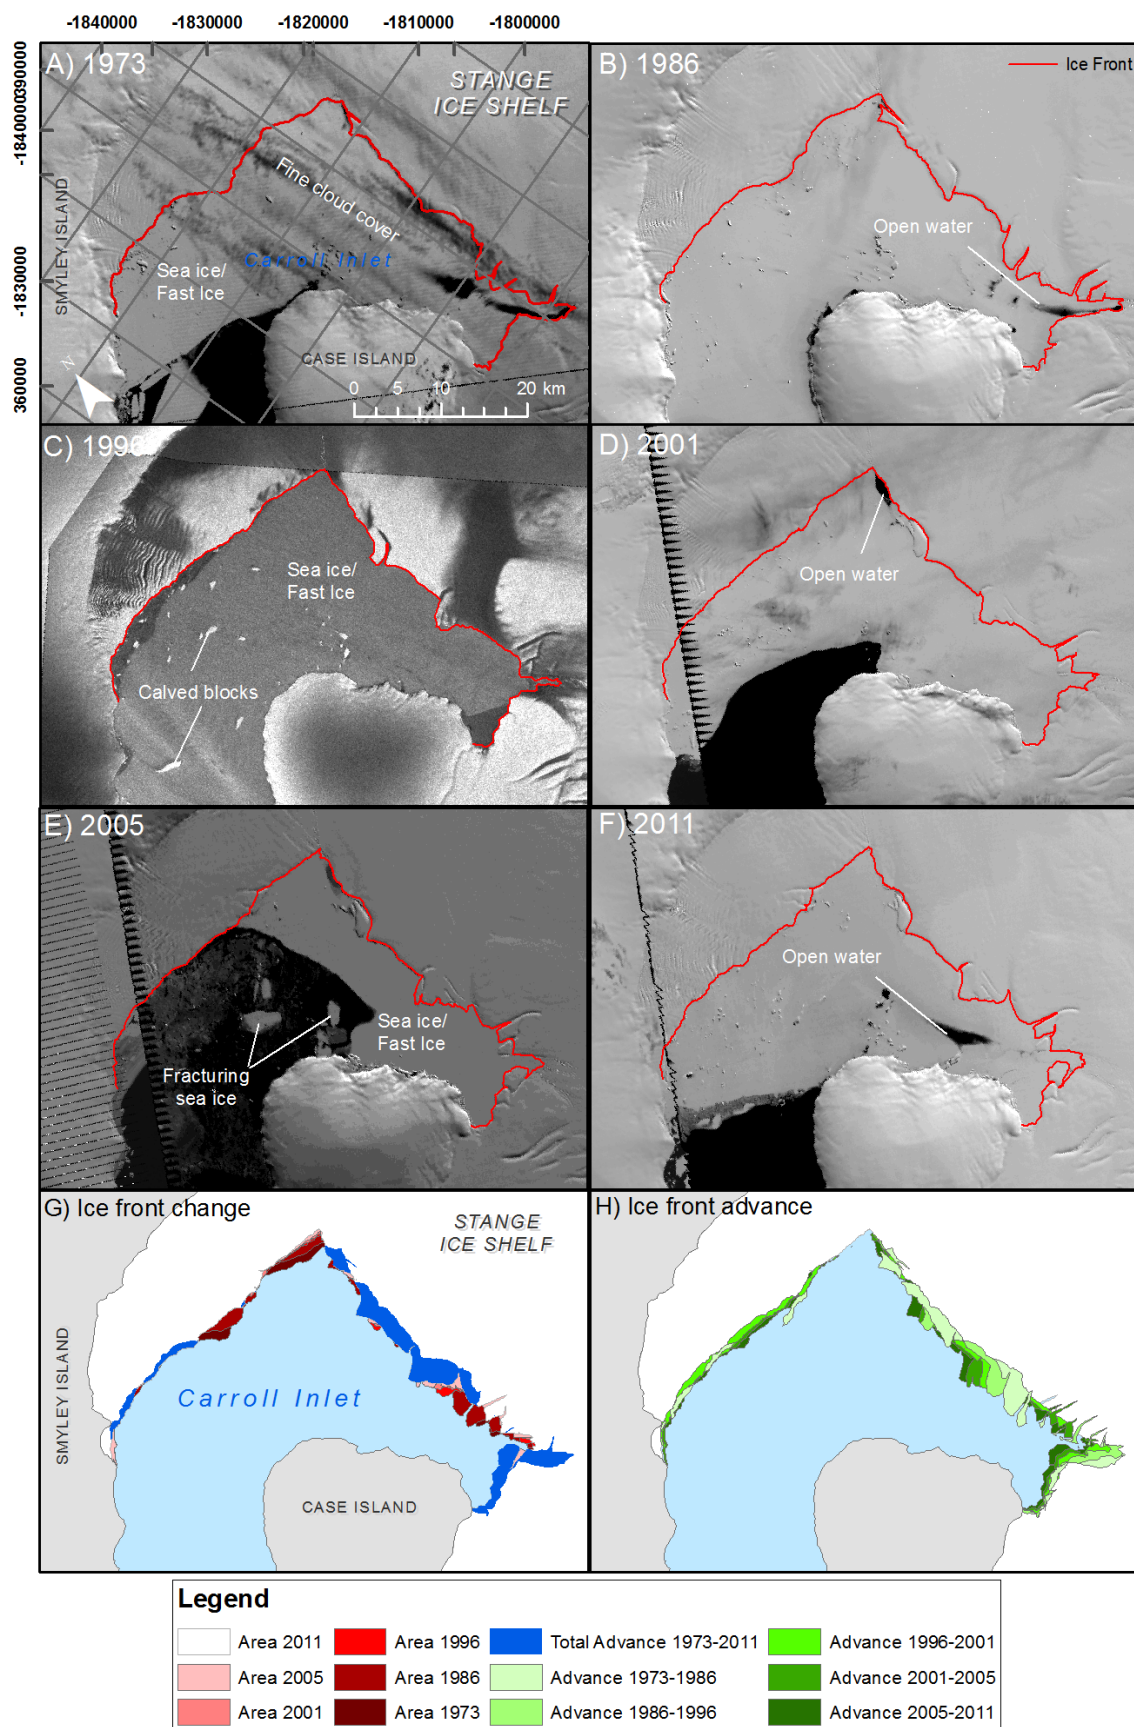 -1840000
-1830000
-1820000
-1810000
-1800000
390000
-1840000
-1830000
360000
A) 1973
STANGE
ICE SHELF
Fine cloud cover
SMYLEY ISLAND
Sea ice/
Fast Ice
Carroll Inlet
CASE ISLAND
N
0 5 10 20 km
B) 1986
Ice Front
Open water
C) 1996
Sea ice/
Fast Ice
Calved blocks
D) 2001
Open water
E) 2005
Sea ice/
Fast Ice
Fracturing
sea ice
F) 2011
Open water
G) Ice front change
STANGE
ICE SHELF
SMYLEY ISLAND
Carroll Inlet
CASE ISLAND
H) Ice front advance
Legend
Area 2011
Area 1996
Total Advance 1973-2011
Advance 1996-2001
Area 2005
Area 1986
Advance 1973-1986
Advance 2001-2005
Area 2001
Area 1973
Advance 1986-1996
Advance 2005-2011